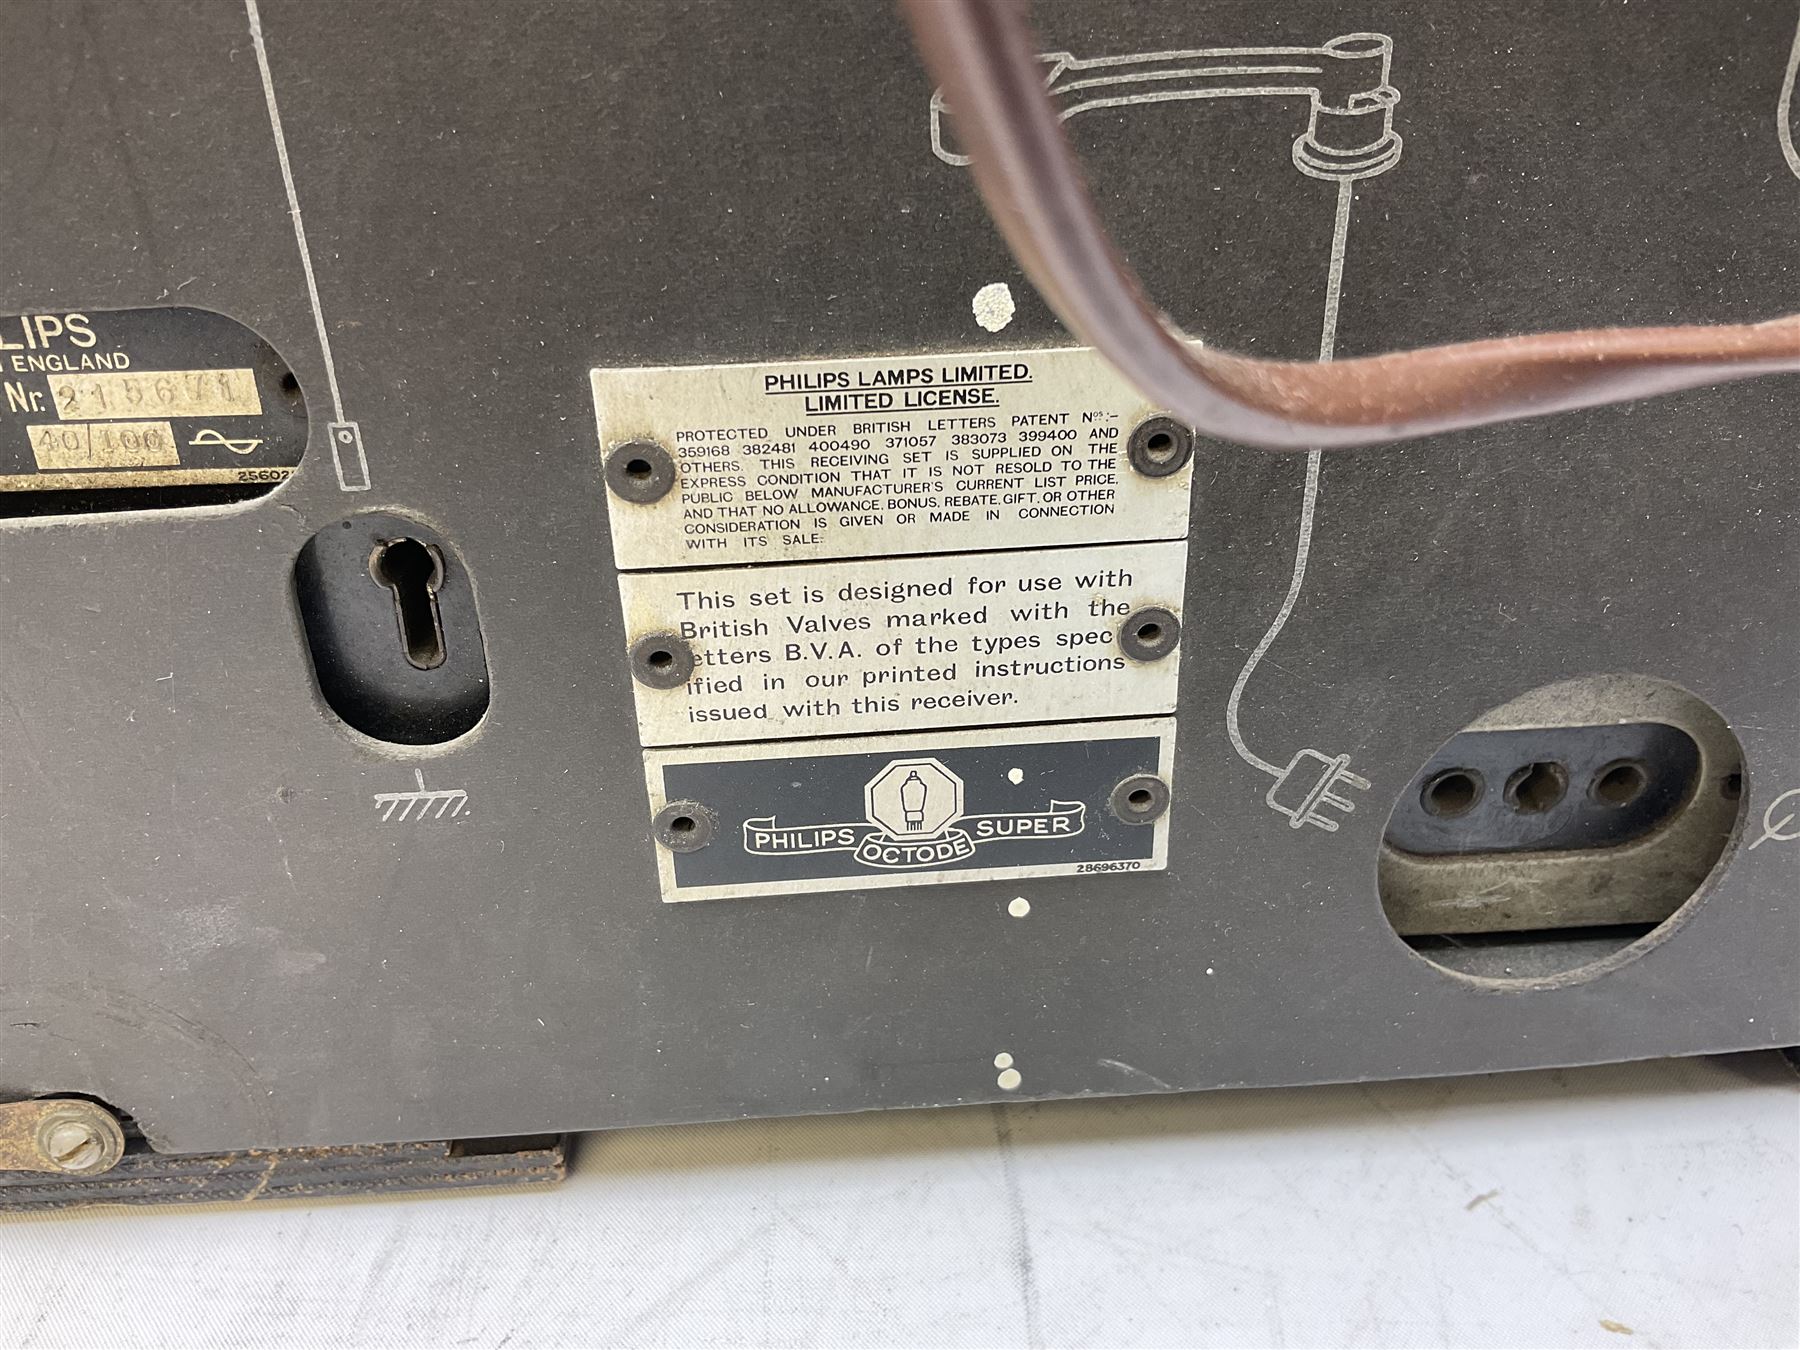 LIPS
ENGLAND
Nr. 215671
40/100
25602
PHILIPS LAMPS LIMITED.
LIMITED LICENSE.
PROTECTED UNDER BRITISH LETTERS PATENT Nos:-
359168 382481 400490 371057 383073 399400 AND
OTHERS. THIS RECEIVING SET IS SUPPLIED ON THE
EXPRESS CONDITION THAT IT IS NOT RESOLD TO THE
PUBLIC BELOW MANUFACTURER'S CURRENT LIST PRICE,
AND THAT NO ALLOWANCE, BONUS, REBATE, GIFT, OR OTHER
CONSIDERATION IS GIVEN OR MADE IN CONNECTION
WITH ITS SALE.
This set is designed for use with
British Valves marked with the
etters B.V.A. of the types spec
ified in our printed instructions
issued with this receiver.
PHILIPS OCTODE SUPER
28696370